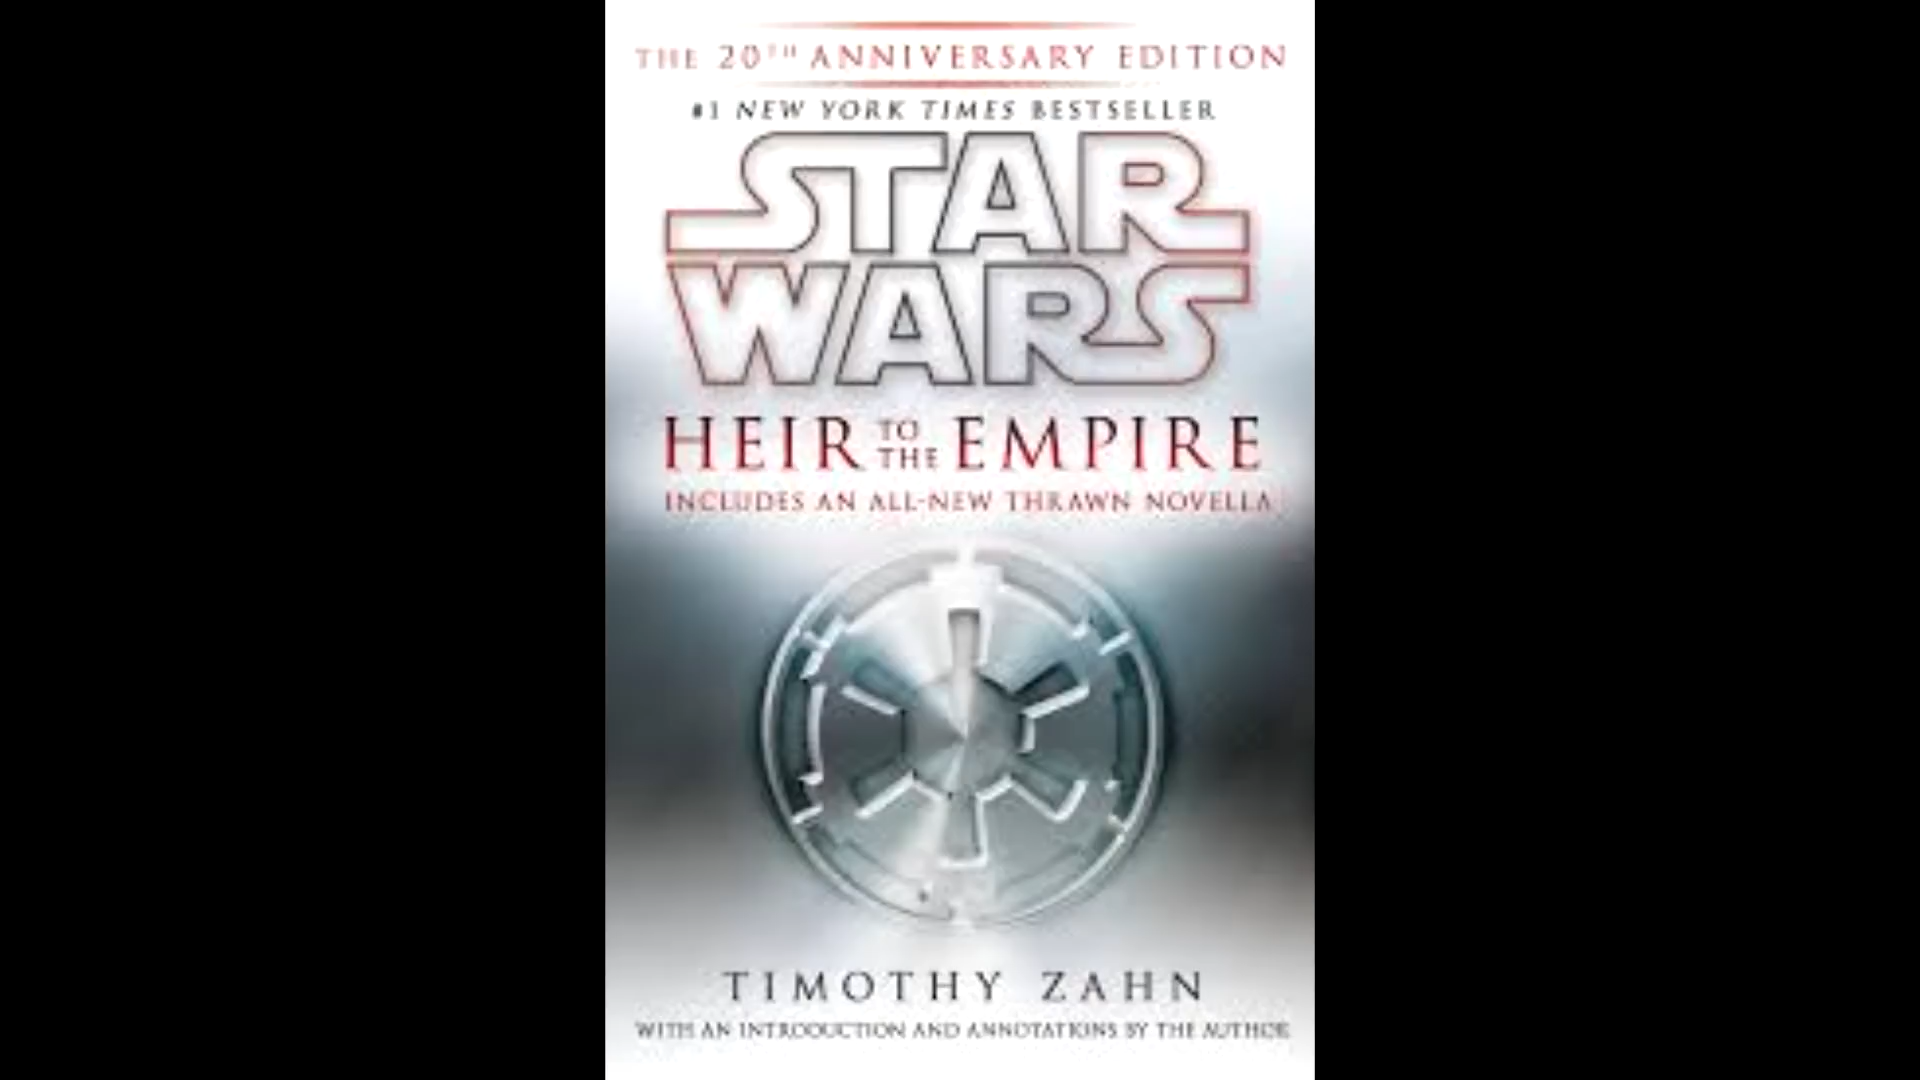 THE 20TH ANNIVERSARY EDITION
#1 NEW YORK TIMES BESTSELLER
STAR
WARS
HEIR TO THE EMPIRE
INCLUDES AN ALL-NEW THRAWN NOVELLA
TIMOTHY ZAHN
WITH AN INTRODUCTION AND ANNOTATIONS BY THE AUTHOR